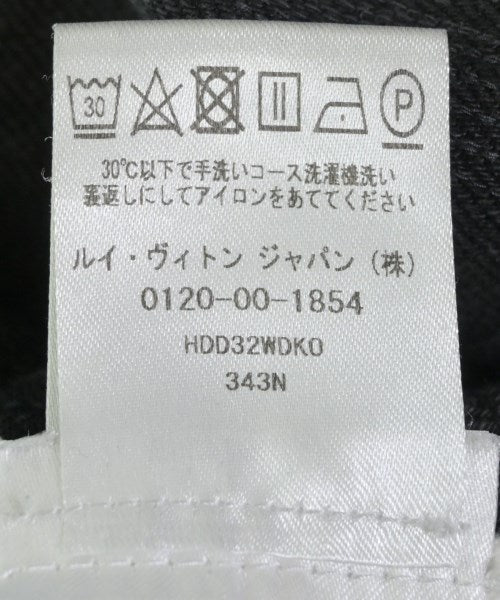 30 P
30℃以下で手洗いコース洗濯機洗い
裏返しにしてアイロンをあててください
ルイ・ヴィトン ジャパン（株）
0120-00-1854
HDD32WDKO
343N